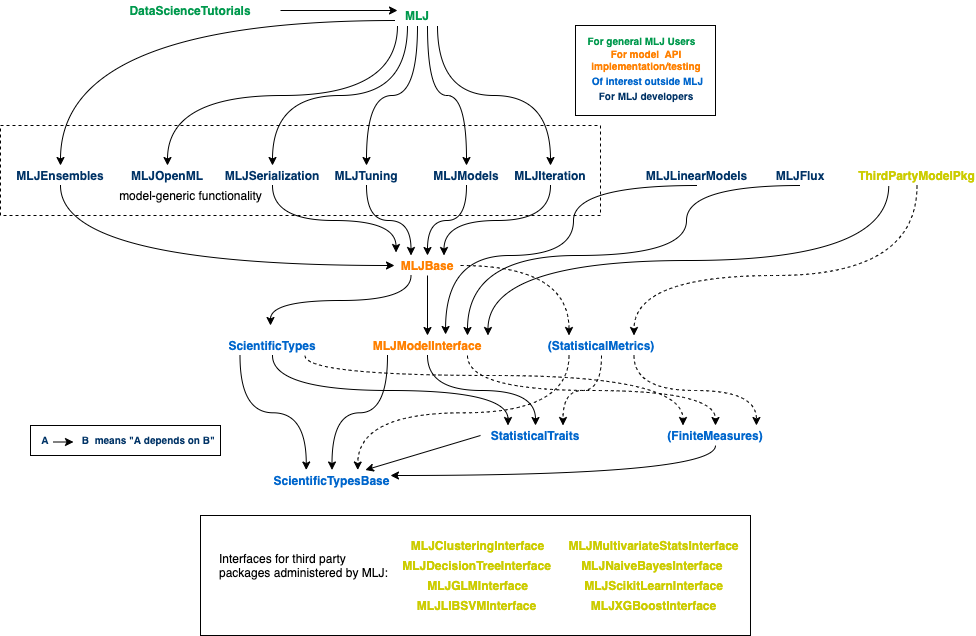 DataScienceTutorials
MLJ
For general MLJ Users
For model API
implementation/testing
Of interest outside MLJ
For MLJ developers
MLJEnsembles
MLJOpenML
MLJSerialization
MLJTuning
MLJModels
MLJIteration
MLJLinearModels
MLJFlux
ThirdPartyModelPkg
model-generic functionality
MLJBase
ScientificTypes
MLJModelInterface
(StatisticalMetrics)
A
B means "A depends on B"
StatisticalTraits
(FiniteMeasures)
ScientificTypesBase
Interfaces for third party
packages administered by MLJ:
MLJClusteringInterface
MLJMultivariateStatsInterface
MLJDecisionTreeInterface
MLJNaiveBayesInterface
MLJGLMInterface
MLJScikitLearnInterface
MLJLIBSVMInterface
MLJXGBoostInterface